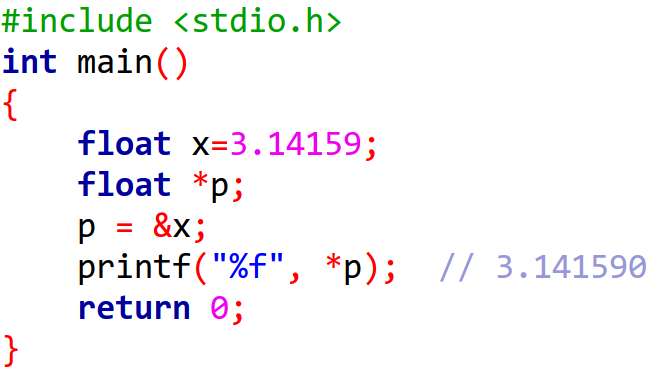 #include <stdio.h>
int main()
{
    float x=3.14159;
    float *p;
    p = &x;
    printf("%f", *p);  // 3.141590
    return 0;
}